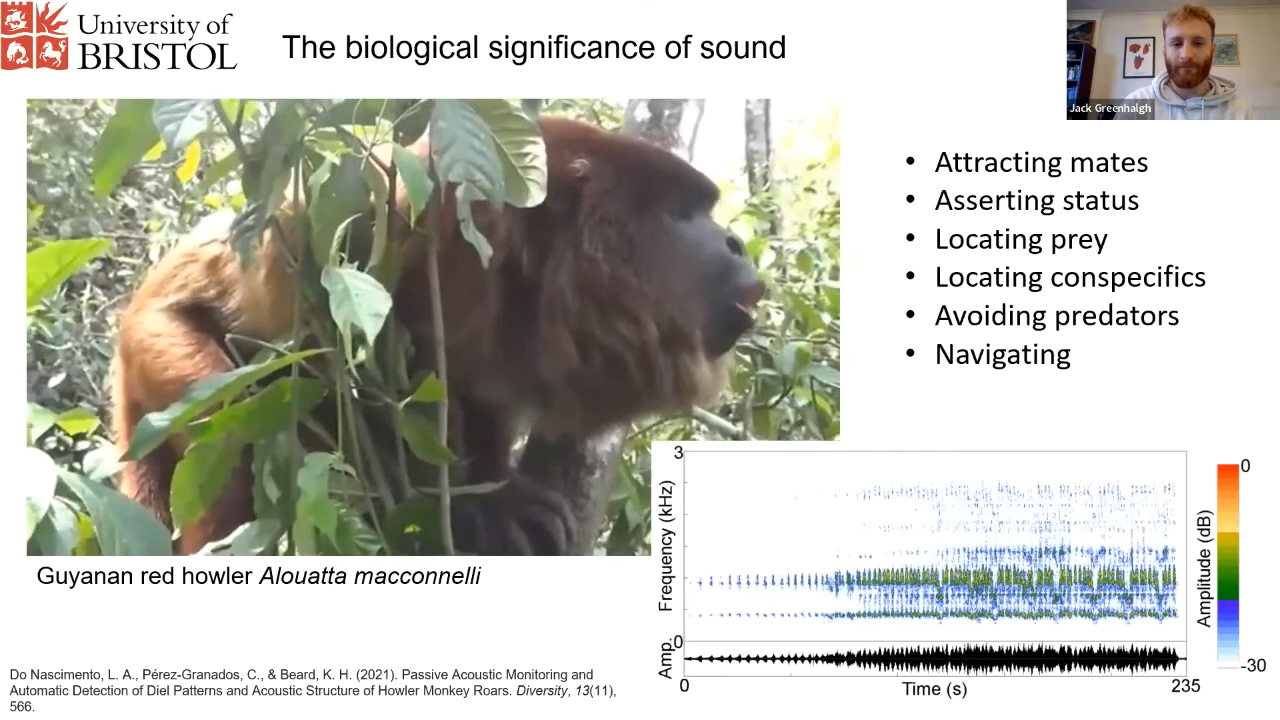 University of
BRISTOL
The biological significance of sound
Jack Greenhalgh
• Attracting mates
• Asserting status
• Locating prey
• Locating conspecifics
• Avoiding predators
• Navigating
Guyanan red howler Alouatta macconnelli
3
Frequency (kHz)
0
Amp.
0
Time (s)
235
0
Amplitude (dB)
-30
Do Nascimento, L. A., Pérez-Granados, C., & Beard, K. H. (2021). Passive Acoustic Monitoring and
Automatic Detection of Diel Patterns and Acoustic Structure of Howler Monkey Roars. Diversity, 13(11),
566.